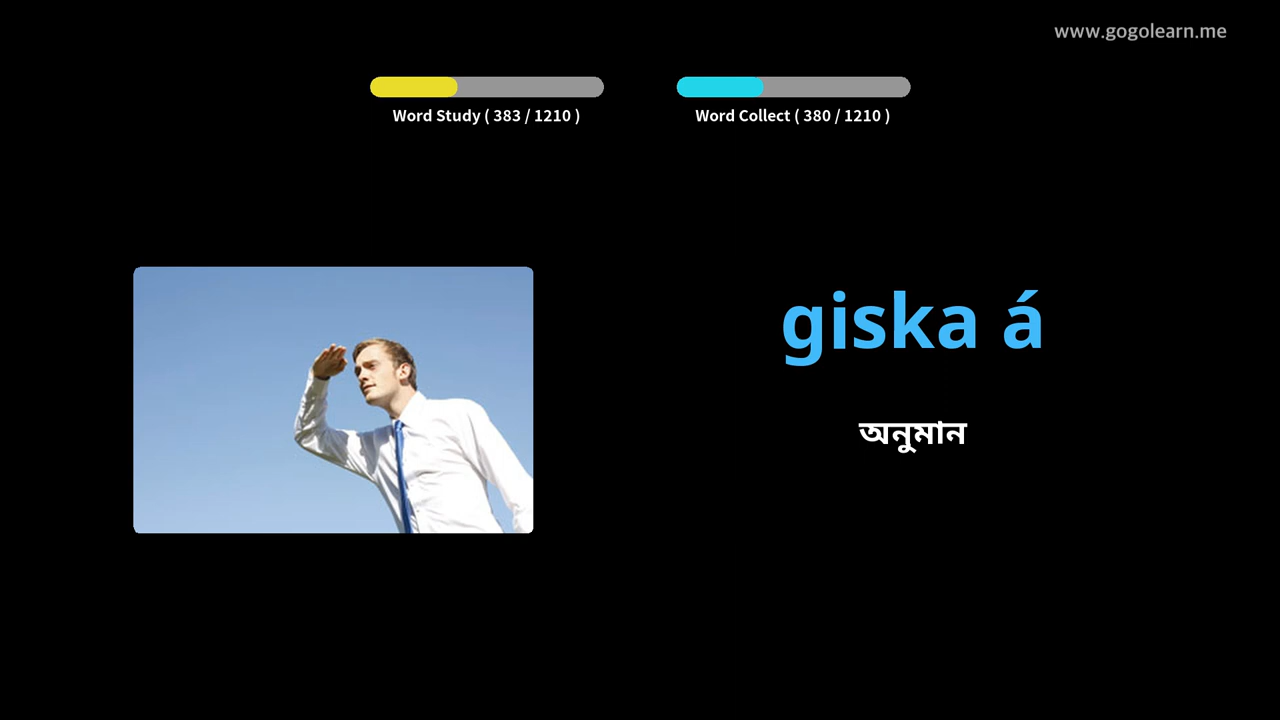 www.gogolearn.me
Word Study ( 383 / 1210 )
Word Collect ( 380 / 1210 )
giska á
অনুমান